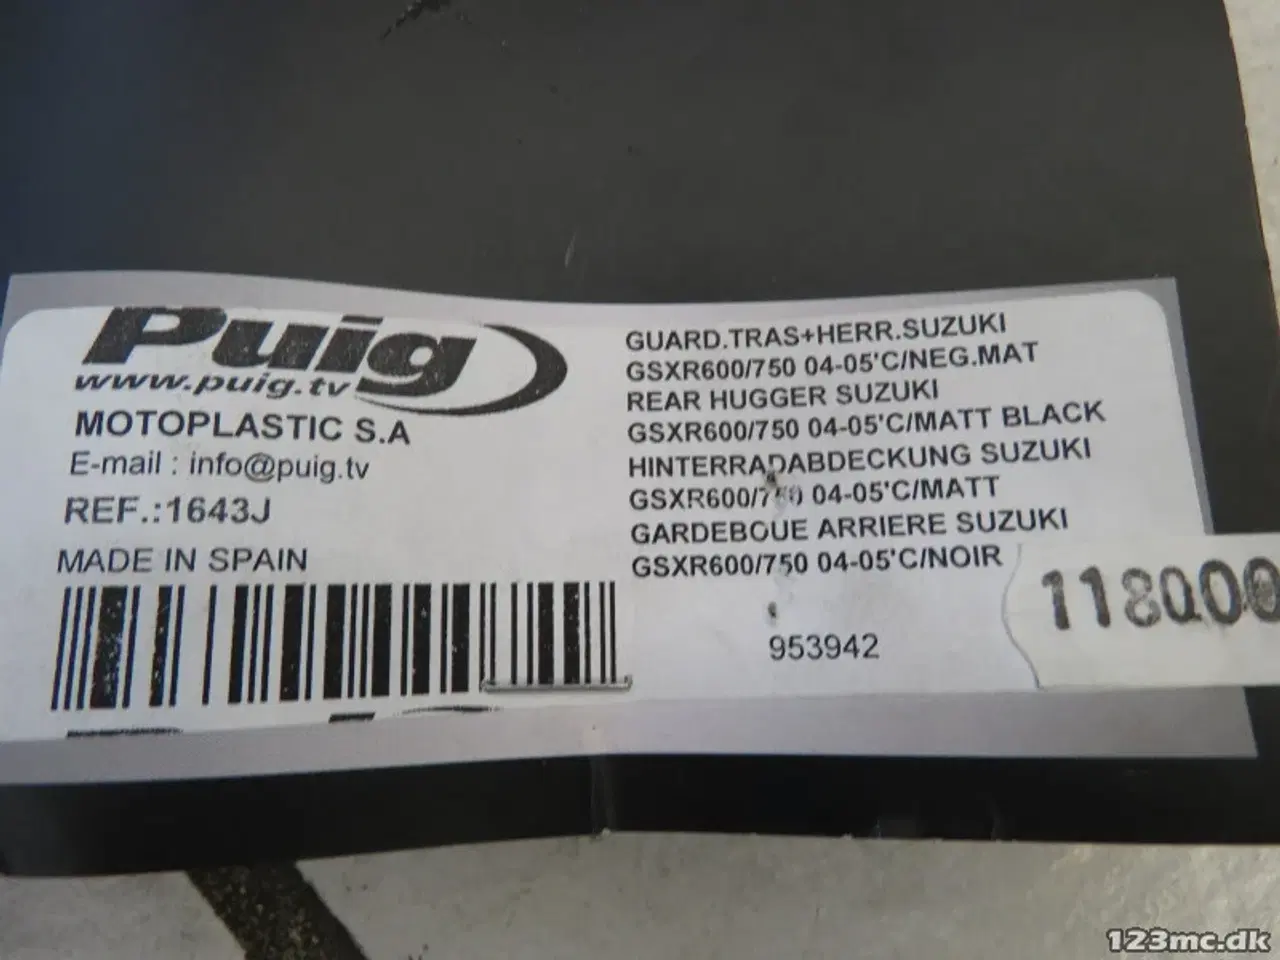 Puig
www.puig.tv
MOTOPLASTIC S.A
E-mail : info@puig.tv
REF.:1643J
MADE IN SPAIN
GUARD.TRAS+HERR.SUZUKI
GSXR600/750 04-05'C/NEG.MAT
REAR HUGGER SUZUKI
GSXR600/750 04-05'C/MATT BLACK
HINTERRADABDECKUNG SUZUKI
GSXR600/750 04-05'C/MATT
GARDEBOUE ARRIERE SUZUKI
GSXR600/750 04-05'C/NOIR
953942
118000
123mc.dk